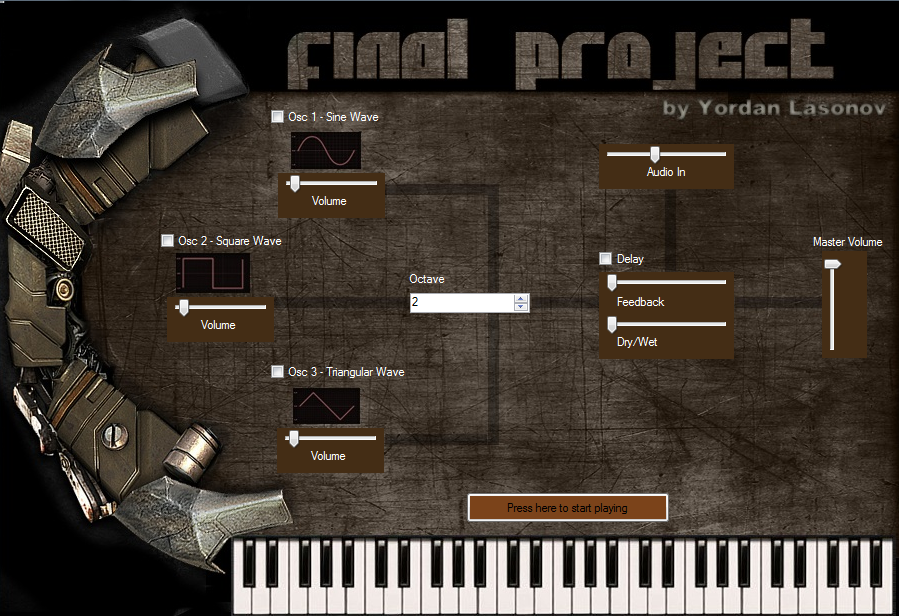 Final Project
by Yordan Lasonov
Osc 1 - Sine Wave
Volume
Audio In
Osc 2 - Square Wave
Volume
Octave
2
Delay
Feedback
Dry/Wet
Master Volume
Osc 3 - Triangular Wave
Volume
Press here to start playing